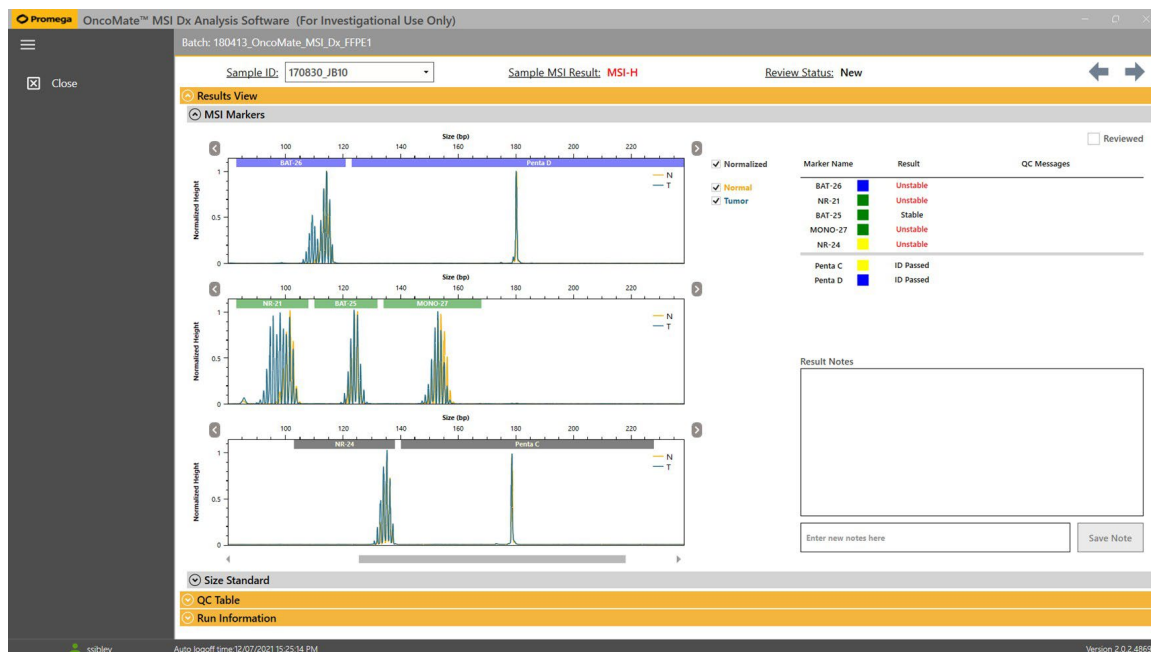 Promega OncoMate™ MSI Dx Analysis Software (For Investigational Use Only)
Batch: 180413_OncoMate_MSI_Dx_FFPE1
Close
Sample ID: 170830_JB10 Sample MSI Result: MSI-H Review Status: New
Results View
MSI Markers
Reviewed
Size (bp)
100 120 140 160 180 200 220
BAT-26 Penta D
Normalized Height
1
0.5
0
N
T
Normalized
Normal
Tumor
Marker Name Result QC Messages
BAT-26 Unstable
NR-21 Unstable
BAT-25 Stable
MONO-27 Unstable
NR-24 Unstable
Penta C ID Passed
Penta D ID Passed
Size (bp)
100 120 140 160 180 200 220
NR-21 BAT-25 MONO-27
Normalized Height
1
0.5
0
N
T
Result Notes
Size (bp)
100 120 140 160 180 200 220
NR-24 Penta C
Normalized Height
1
0.5
0
N
T
Enter new notes here Save Note
Size Standard
QC Table
Run Information
ssibley Auto logoff time:12/07/2021 15:25:14 PM Version 2.0.2.4869